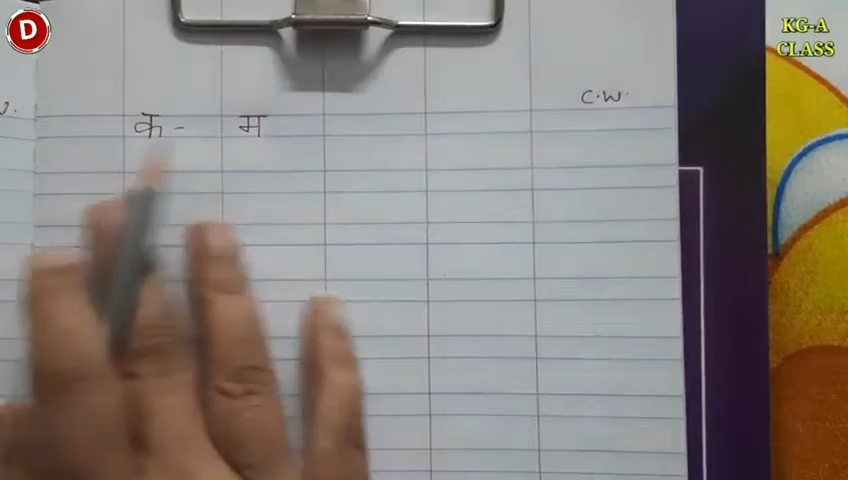 D
KG-A
CLASS
C.W.
क - म